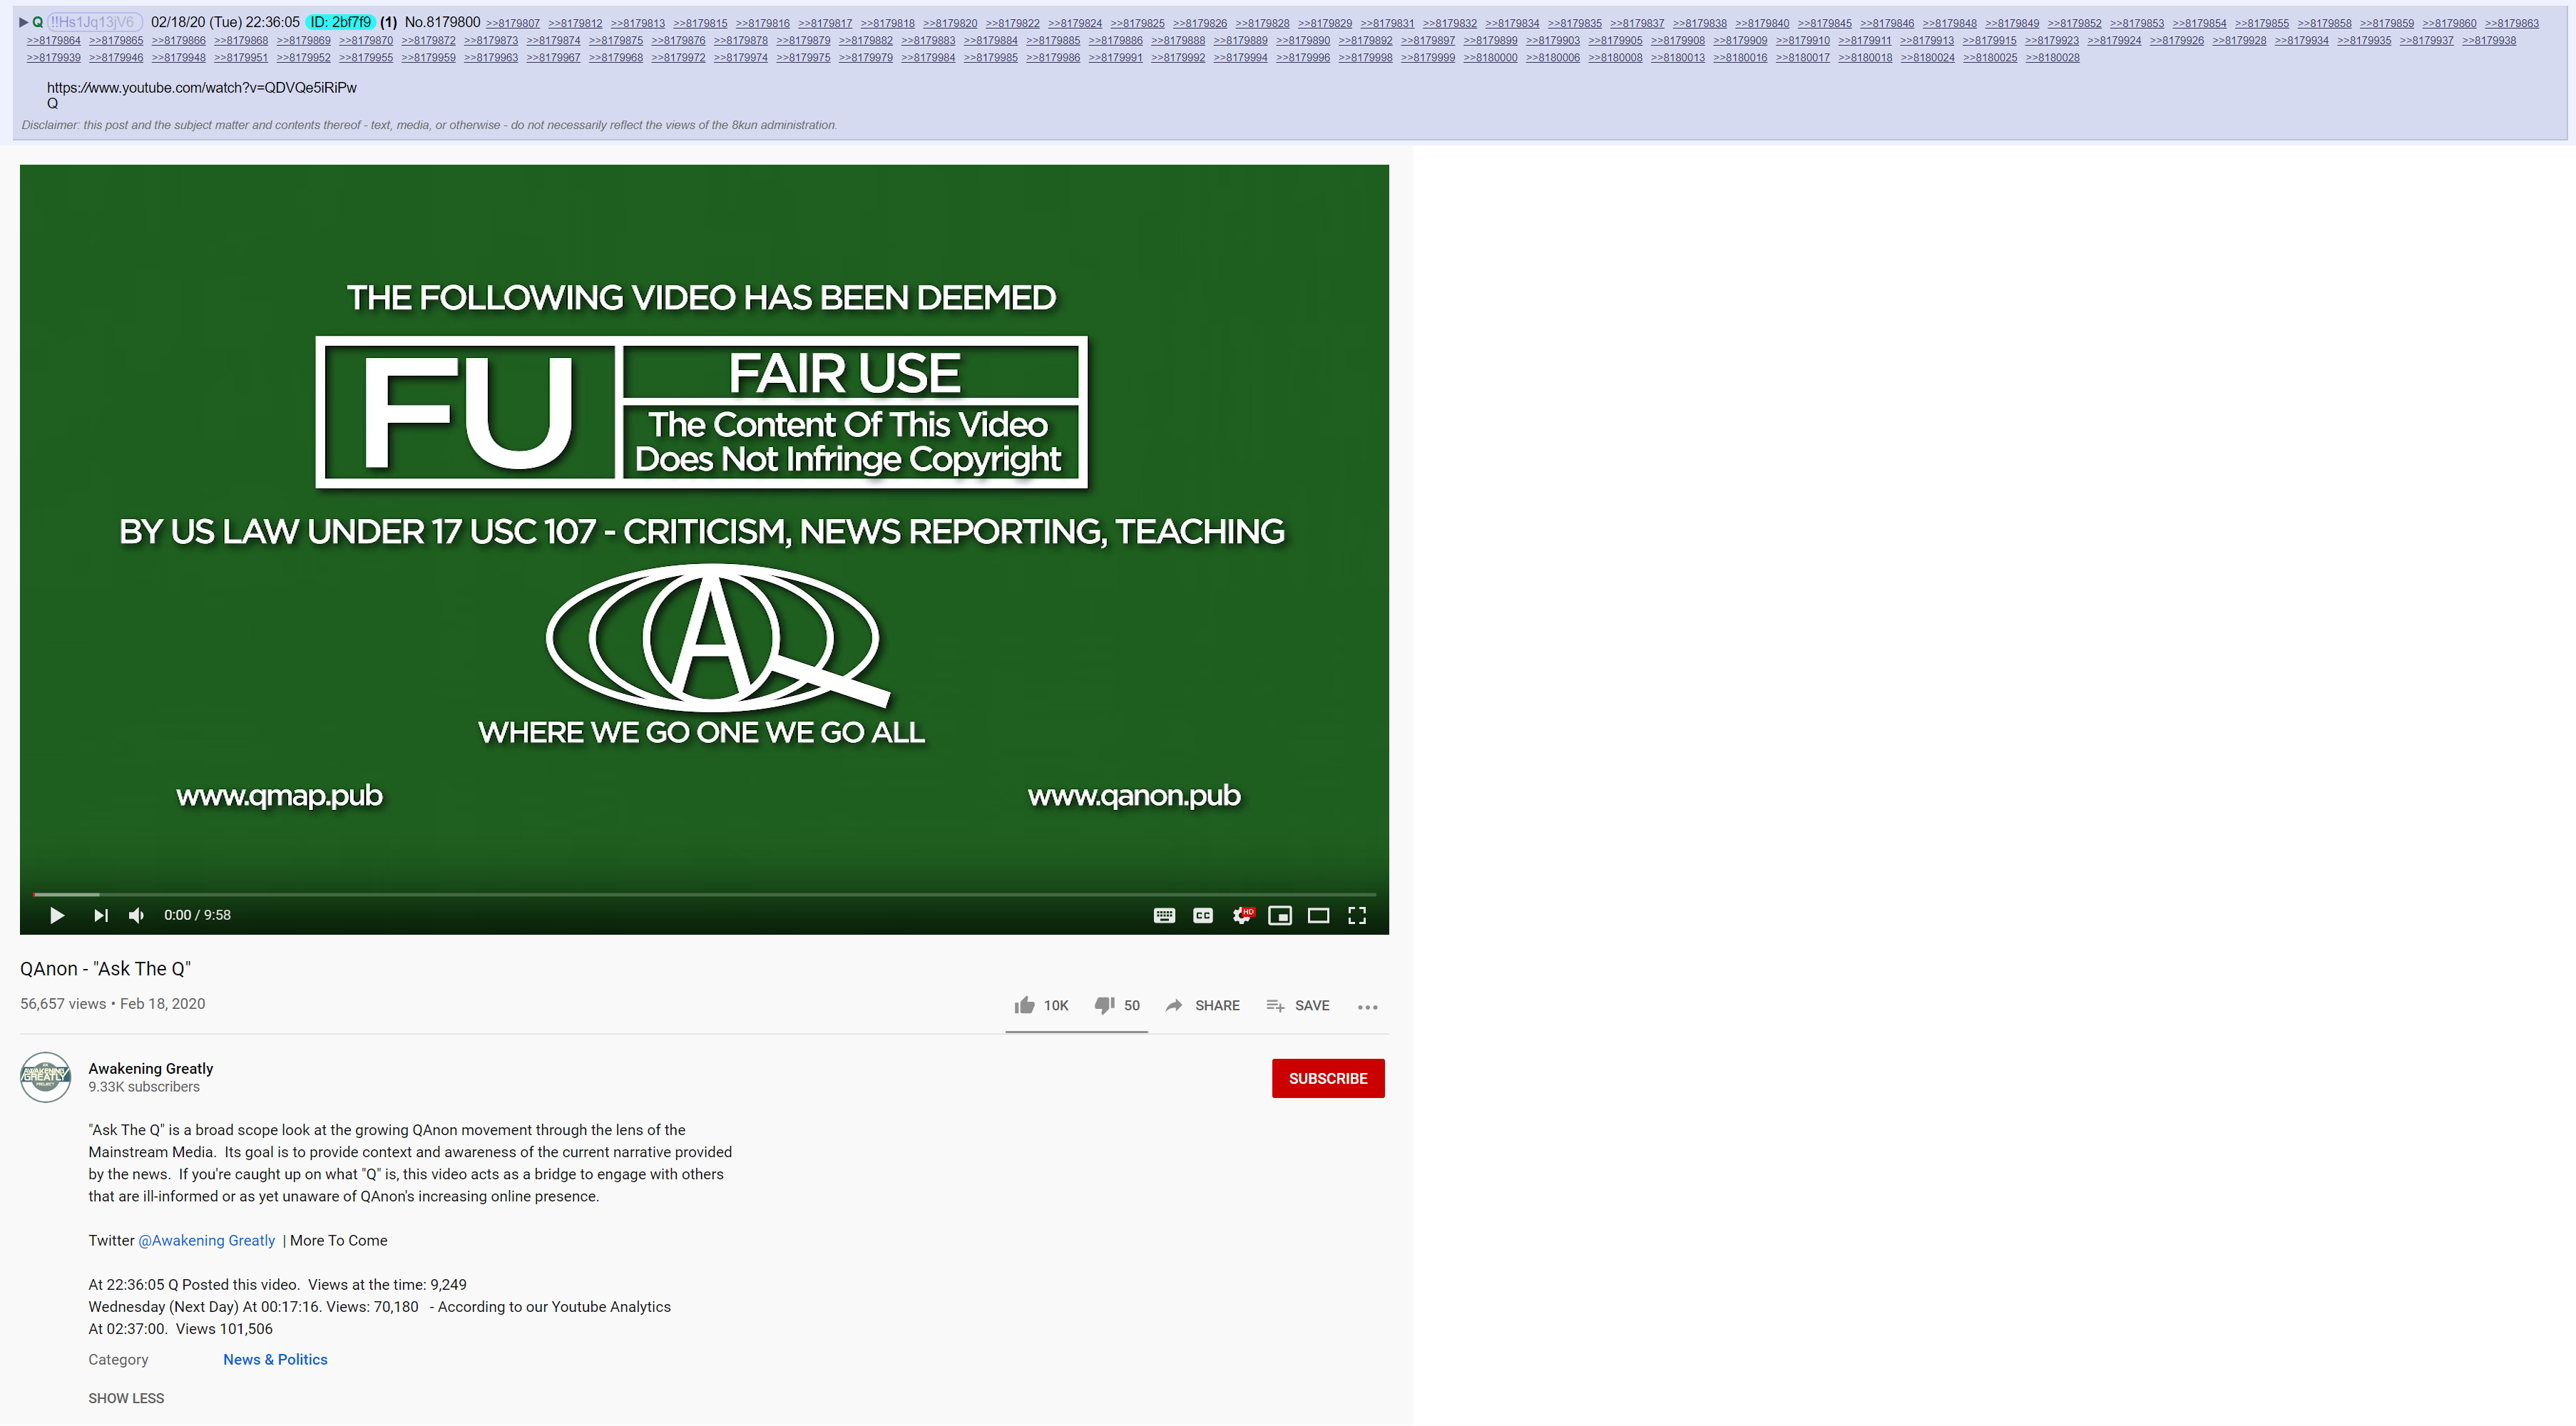 ▶ Q !!Hs1Jq13jV6 02/18/20 (Tue) 22:36:05 ID: 2bf7f9 (1) No.8179800 >>8179807 >>8179812 >>8179813 >>8179815 >>8179816 >>8179817 >>8179818 >>8179820 >>8179822 >>8179824 >>8179825 >>8179826 >>8179828 >>8179829 >>8179831 >>8179832 >>8179834 >>8179835 >>8179837 >>8179838 >>8179840 >>8179845 >>8179846 >>8179848 >>8179849 >>8179852 >>8179853 >>8179854 >>8179855 >>8179858 >>8179859 >>8179860 >>8179863
>>8179864 >>8179865 >>8179866 >>8179868 >>8179869 >>8179870 >>8179872 >>8179873 >>8179874 >>8179875 >>8179876 >>8179878 >>8179879 >>8179882 >>8179883 >>8179884 >>8179885 >>8179886 >>8179888 >>8179889 >>8179890 >>8179892 >>8179897 >>8179899 >>8179903 >>8179905 >>8179908 >>8179909 >>8179910 >>8179911 >>8179913 >>8179915 >>8179923 >>8179924 >>8179926 >>8179928 >>8179934 >>8179935 >>8179937 >>8179938
>>8179939 >>8179946 >>8179948 >>8179951 >>8179952 >>8179955 >>8179959 >>8179963 >>8179967 >>8179968 >>8179972 >>8179974 >>8179975 >>8179979 >>8179984 >>8179985 >>8179986 >>8179991 >>8179992 >>8179994 >>8179996 >>8179998 >>8179999 >>8180000 >>8180006 >>8180008 >>8180013 >>8180016 >>8180017 >>8180018 >>8180024 >>8180025 >>8180028
https://www.youtube.com/watch?v=QDVQe5iRiPw
Q
Disclaimer: this post and the subject matter and contents thereof - text, media, or otherwise - do not necessarily reflect the views of the 8kun administration.
THE FOLLOWING VIDEO HAS BEEN DEEMED
FU
FAIR USE
The Content Of This Video
Does Not Infringe Copyright
BY US LAW UNDER 17 USC 107 - CRITICISM, NEWS REPORTING, TEACHING
A
WHERE WE GO ONE WE GO ALL
www.qmap.pub www.qanon.pub
0:00 / 9:58 CC HD
QAnon - "Ask The Q"
56,657 views • Feb 18, 2020
10K 50 SHARE SAVE
AWAKENING
GREATLY
PROJECT
Awakening Greatly
9.33K subscribers
SUBSCRIBE
"Ask The Q" is a broad scope look at the growing QAnon movement through the lens of the
Mainstream Media. Its goal is to provide context and awareness of the current narrative provided
by the news. If you're caught up on what "Q" is, this video acts as a bridge to engage with others
that are ill-informed or as yet unaware of QAnon's increasing online presence.
Twitter @Awakening Greatly | More To Come
At 22:36:05 Q Posted this video. Views at the time: 9,249
Wednesday (Next Day) At 00:17:16. Views: 70,180 - According to our Youtube Analytics
At 02:37:00. Views 101,506
Category News & Politics
SHOW LESS